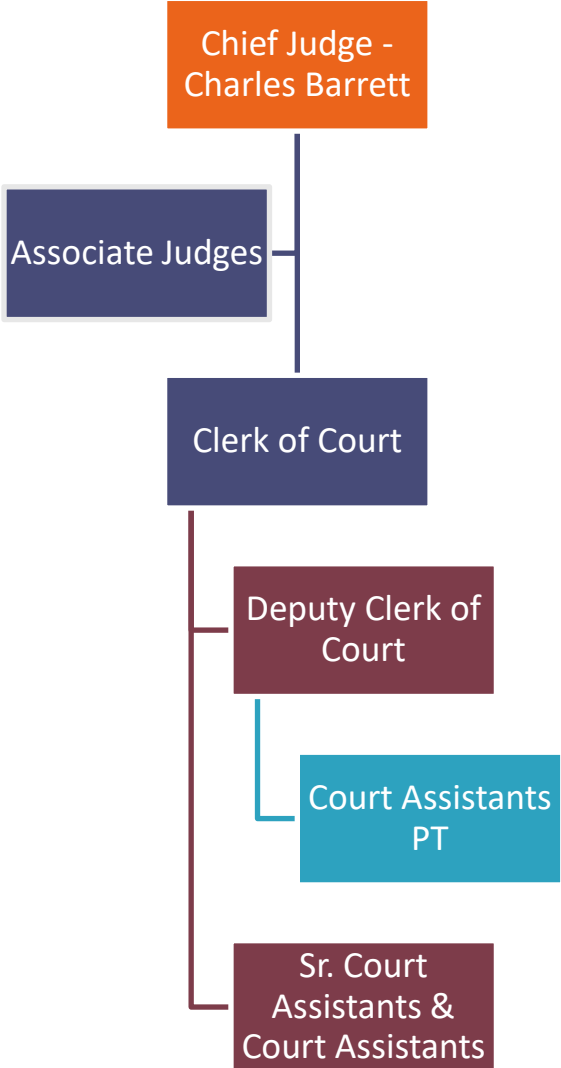 Chief Judge -
Charles Barrett
Associate Judges
Clerk of Court
Deputy Clerk of
Court
Court Assistants
PT
Sr. Court
Assistants &
Court Assistants